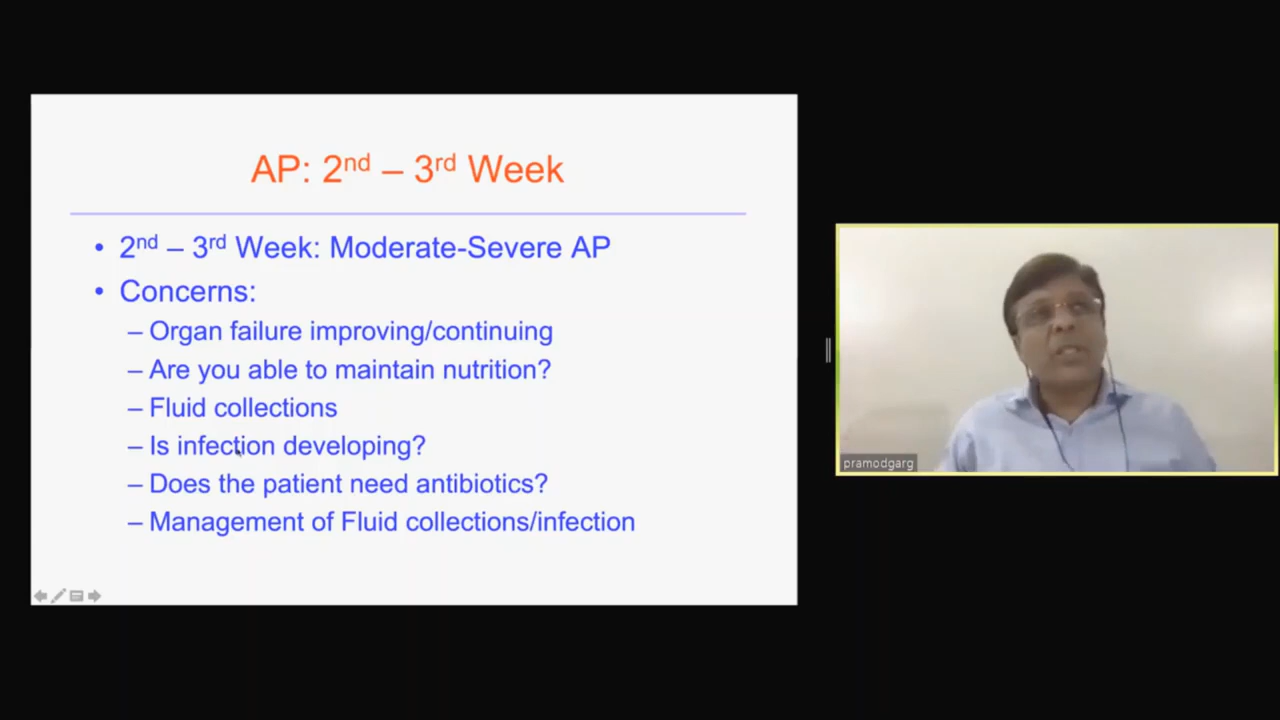 AP: 2nd – 3rd Week
• 2nd – 3rd Week: Moderate-Severe AP
• Concerns:
– Organ failure improving/continuing
– Are you able to maintain nutrition?
– Fluid collections
– Is infection developing?
– Does the patient need antibiotics?
– Management of Fluid collections/infection
pramodgarg